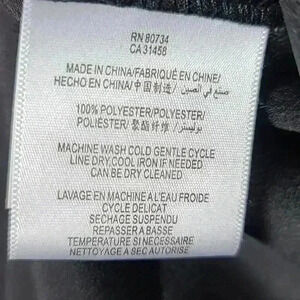 RN 80734
CA 31458
MADE IN CHINA/FABRIQUÉ EN CHINE/
HECHO EN CHINA/中国制造/صنع في الصين
100% POLYESTER/POLYESTER/
POLIÉSTER/聚酯纤维/بوليستر
MACHINE WASH COLD GENTLE CYCLE
LINE DRY,COOL IRON IF NEEDED
CAN BE DRY CLEANED
LAVAGE EN MACHINE A L'EAU FROIDE
CYCLE DELICAT
SECHAGE SUSPENDU
REPASSER A BASSE
TEMPERATURE SI NECESSAIRE
NETTOYAGE A SEC AUTORISE